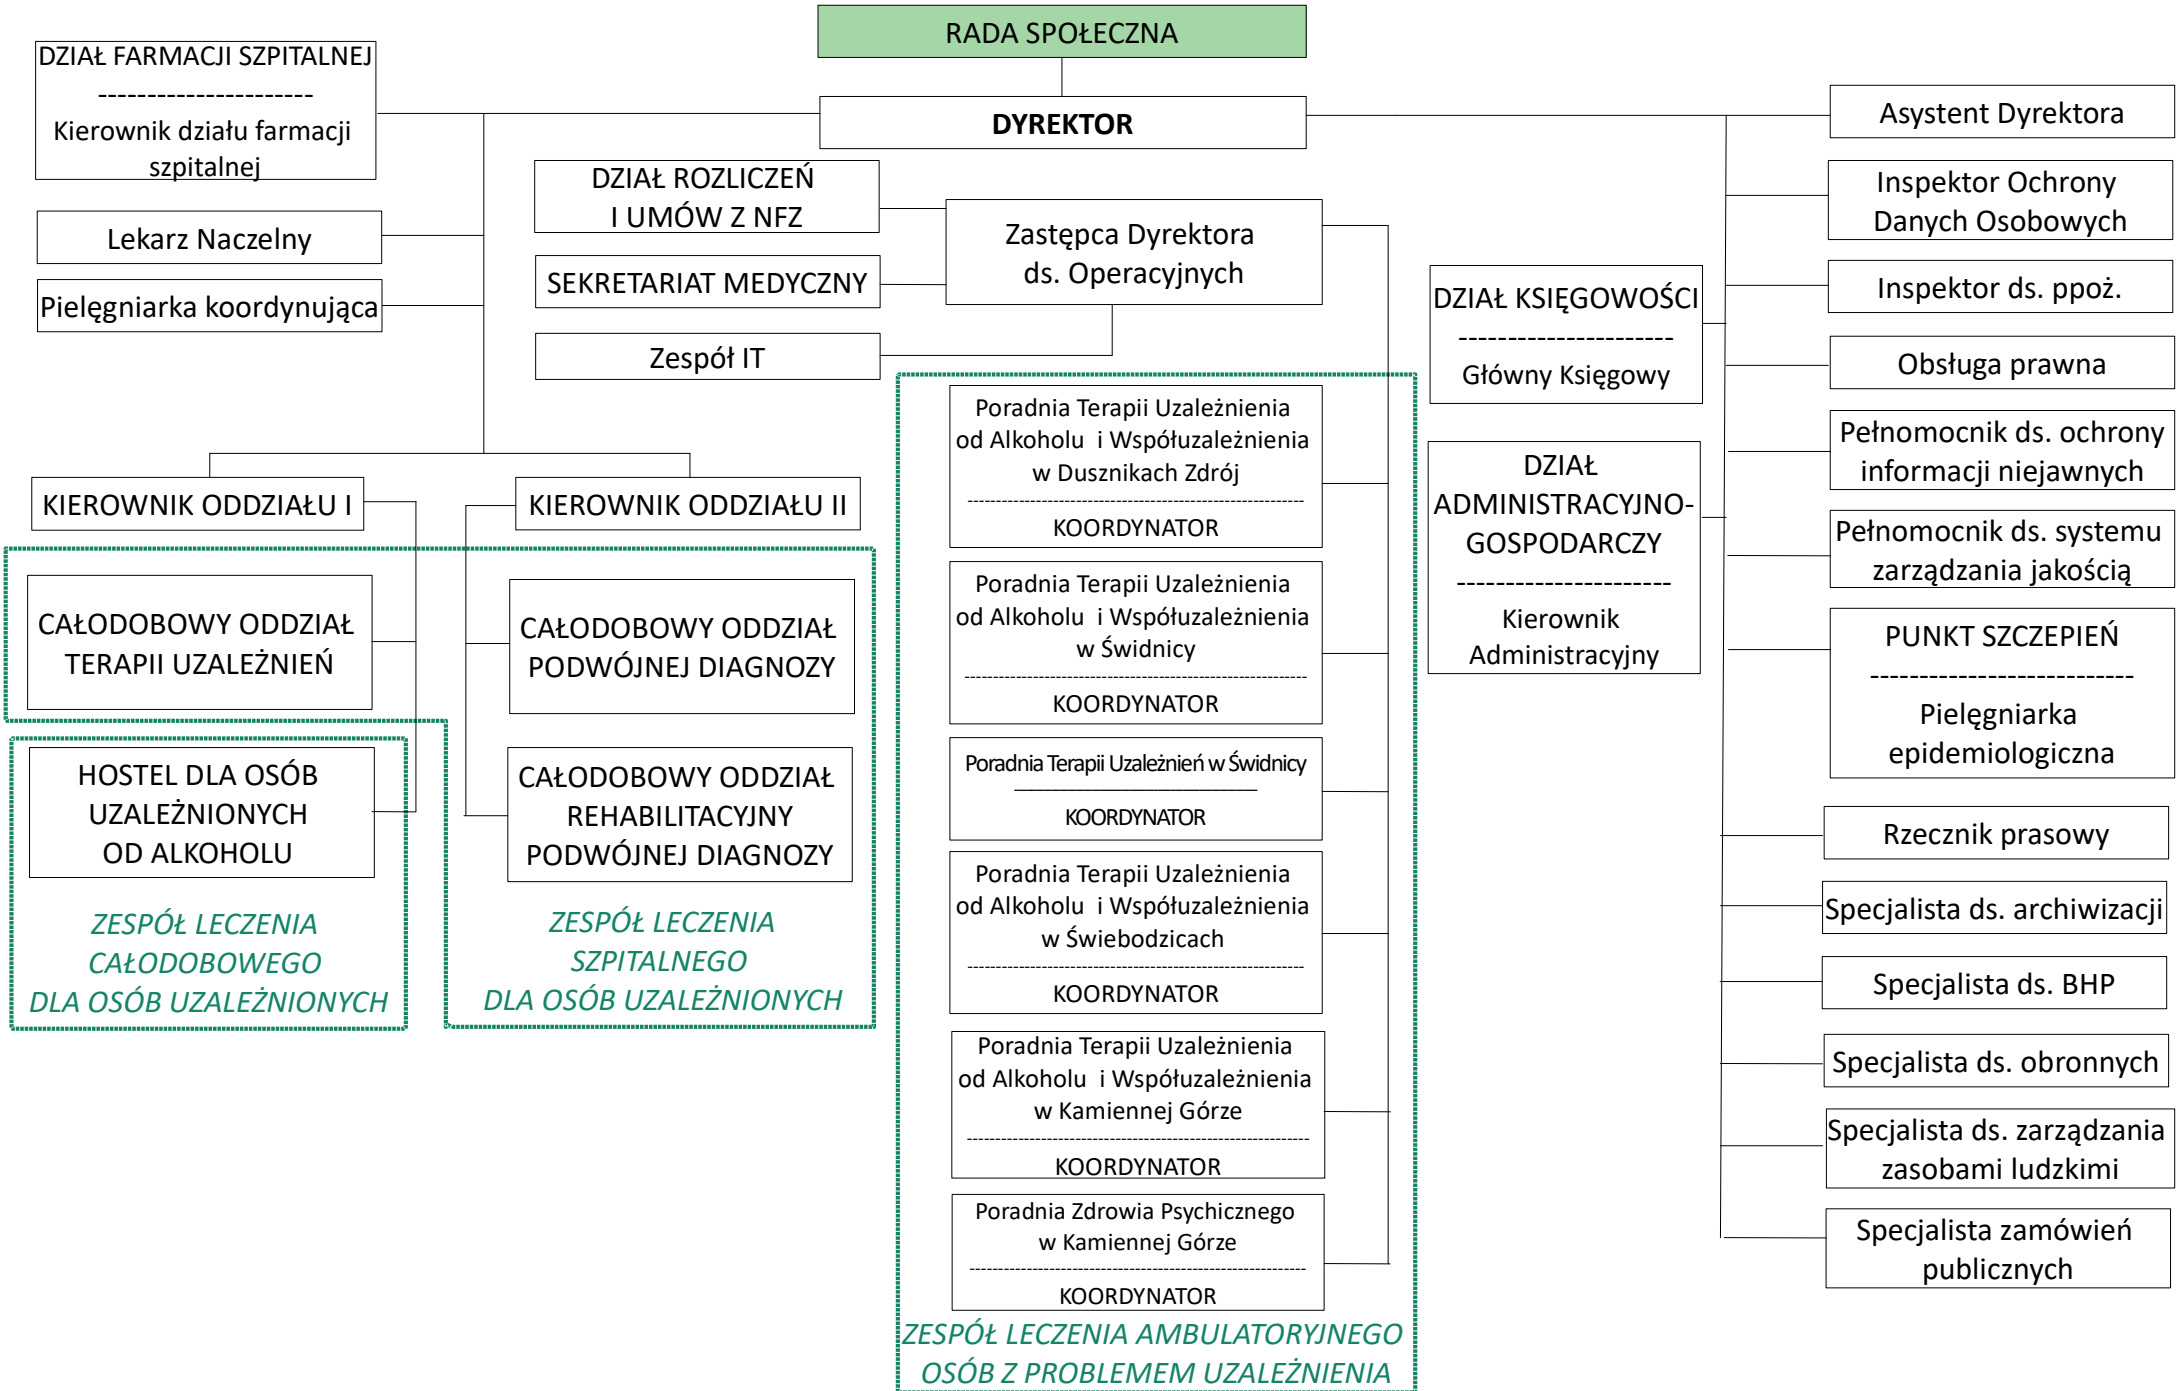 RADA SPOŁECZNA
DYREKTOR
DZIAŁ FARMACJI SZPITALNEJ
----------------------
Kierownik działu farmacji
szpitalnej
Lekarz Naczelny
Pielęgniarka koordynująca
DZIAŁ ROZLICZEŃ
I UMÓW Z NFZ
SEKRETARIAT MEDYCZNY
Zespół IT
Zastępca Dyrektora
ds. Operacyjnych
KIEROWNIK ODDZIAŁU I
KIEROWNIK ODDZIAŁU II
CAŁODOBOWY ODDZIAŁ
TERAPII UZALEŻNIEŃ
HOSTEL DLA OSÓB
UZALEŻNIONYCH
OD ALKOHOLU
ZESPÓŁ LECZENIA
CAŁODOBOWEGO
DLA OSÓB UZALEŻNIONYCH
CAŁODOBOWY ODDZIAŁ
PODWÓJNEJ DIAGNOZY
CAŁODOBOWY ODDZIAŁ
REHABILITACYJNY
PODWÓJNEJ DIAGNOZY
ZESPÓŁ LECZENIA
SZPITALNEGO
DLA OSÓB UZALEŻNIONYCH
Poradnia Terapii Uzależnienia
od Alkoholu i Współuzależnienia
w Dusznikach Zdrój
------------------------------------------------------------
KOORDYNATOR
Poradnia Terapii Uzależnienia
od Alkoholu i Współuzależnienia
w Świdnicy
------------------------------------------------------------
KOORDYNATOR
Poradnia Terapii Uzależnień w Świdnicy
------------------------------------------------------------
KOORDYNATOR
Poradnia Terapii Uzależnienia
od Alkoholu i Współuzależnienia
w Świebodzicach
------------------------------------------------------------
KOORDYNATOR
Poradnia Terapii Uzależnienia
od Alkoholu i Współuzależnienia
w Kamiennej Górze
------------------------------------------------------------
KOORDYNATOR
Poradnia Zdrowia Psychicznego
w Kamiennej Górze
------------------------------------------------------------
KOORDYNATOR
ZESPÓŁ LECZENIA AMBULATORYJNEGO
OSÓB Z PROBLEMEM UZALEŻNIENIA
DZIAŁ KSIĘGOWOŚCI
----------------------
Główny Księgowy
DZIAŁ
ADMINISTRACYJNO-
GOSPODARCZY
----------------------
Kierownik
Administracyjny
Asystent Dyrektora
Inspektor Ochrony
Danych Osobowych
Inspektor ds. ppoż.
Obsługa prawna
Pełnomocnik ds. ochrony
informacji niejawnych
Pełnomocnik ds. systemu
zarządzania jakością
PUNKT SZCZEPIEŃ
---------------------------
Pielęgniarka
epidemiologiczna
Rzecznik prasowy
Specjalista ds. archiwizacji
Specjalista ds. BHP
Specjalista ds. obronnych
Specjalista ds. zarządzania
zasobami ludzkimi
Specjalista zamówień
publicznych